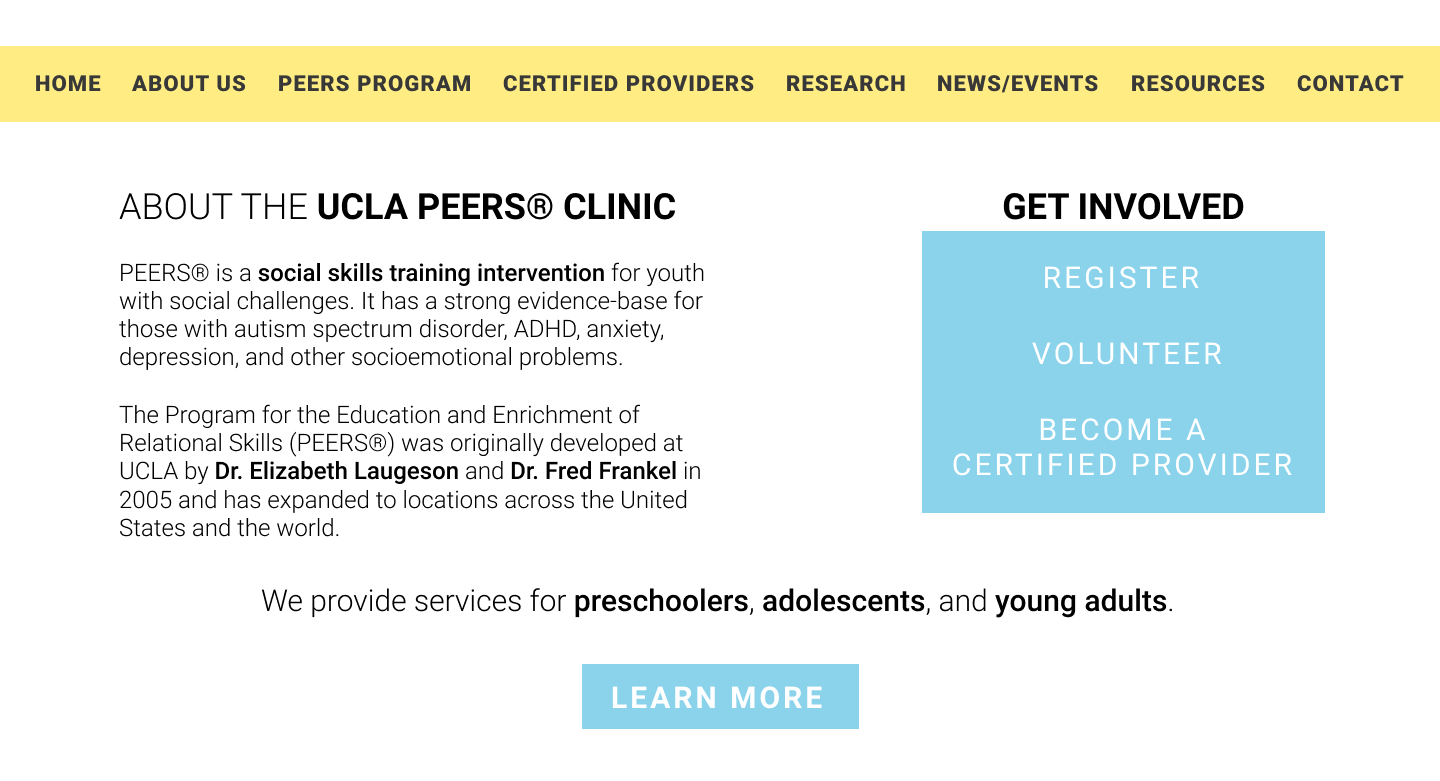 HOME ABOUT US PEERS PROGRAM CERTIFIED PROVIDERS RESEARCH NEWS/EVENTS RESOURCES CONTACT
ABOUT THE UCLA PEERS® CLINIC
PEERS® is a social skills training intervention for youth
with social challenges. It has a strong evidence-base for
those with autism spectrum disorder, ADHD, anxiety,
depression, and other socioemotional problems.
The Program for the Education and Enrichment of
Relational Skills (PEERS®) was originally developed at
UCLA by Dr. Elizabeth Laugeson and Dr. Fred Frankel in
2005 and has expanded to locations across the United
States and the world.
GET INVOLVED
REGISTER
VOLUNTEER
BECOME A
CERTIFIED PROVIDER
We provide services for preschoolers, adolescents, and young adults.
LEARN MORE